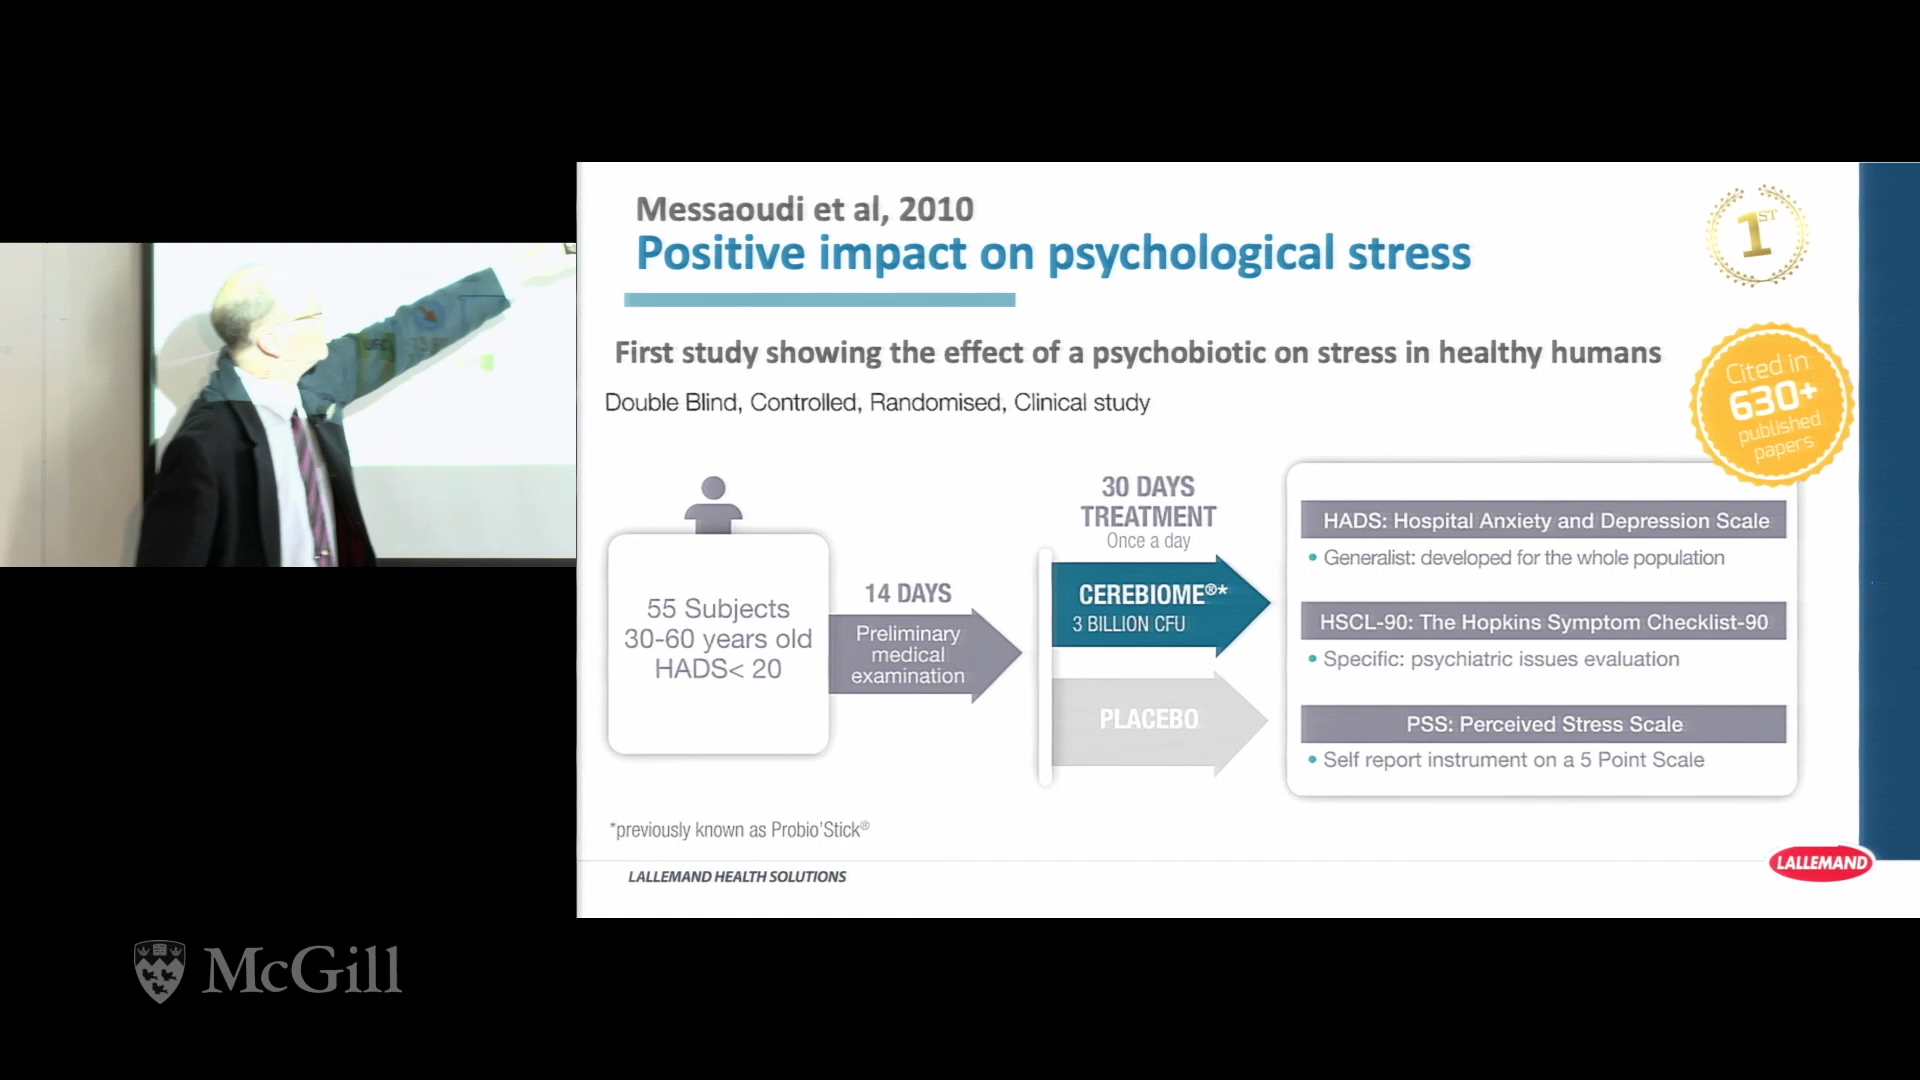 Messaoudi et al, 2010
Positive impact on psychological stress
1ST
First study showing the effect of a psychobiotic on stress in healthy humans
Cited in
630+
published
papers
Double Blind, Controlled, Randomised, Clinical study
55 Subjects
30-60 years old
HADS< 20
14 DAYS
Preliminary
medical
examination
30 DAYS
TREATMENT
Once a day
CEREBIOME®*
3 BILLION CFU
PLACEBO
HADS: Hospital Anxiety and Depression Scale
• Generalist: developed for the whole population
HSCL-90: The Hopkins Symptom Checklist-90
• Specific: psychiatric issues evaluation
PSS: Perceived Stress Scale
• Self report instrument on a 5 Point Scale
*previously known as Probio'Stick®
LALLEMAND HEALTH SOLUTIONS
LALLEMAND
McGill